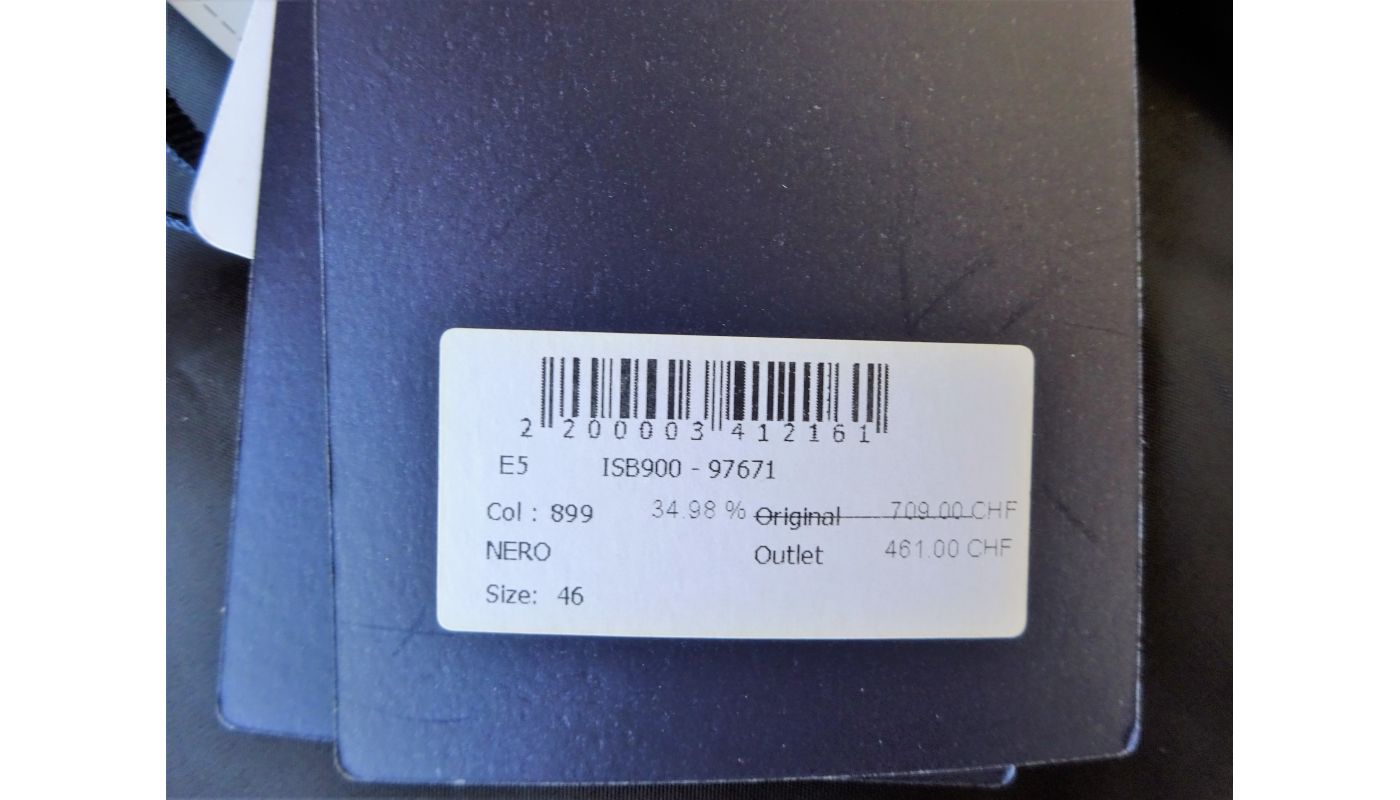 2 200003 412161
E5 ISB900 - 97671
Col : 899 34.98 % Original 709.00 CHF
NERO Outlet 461.00 CHF
Size: 46